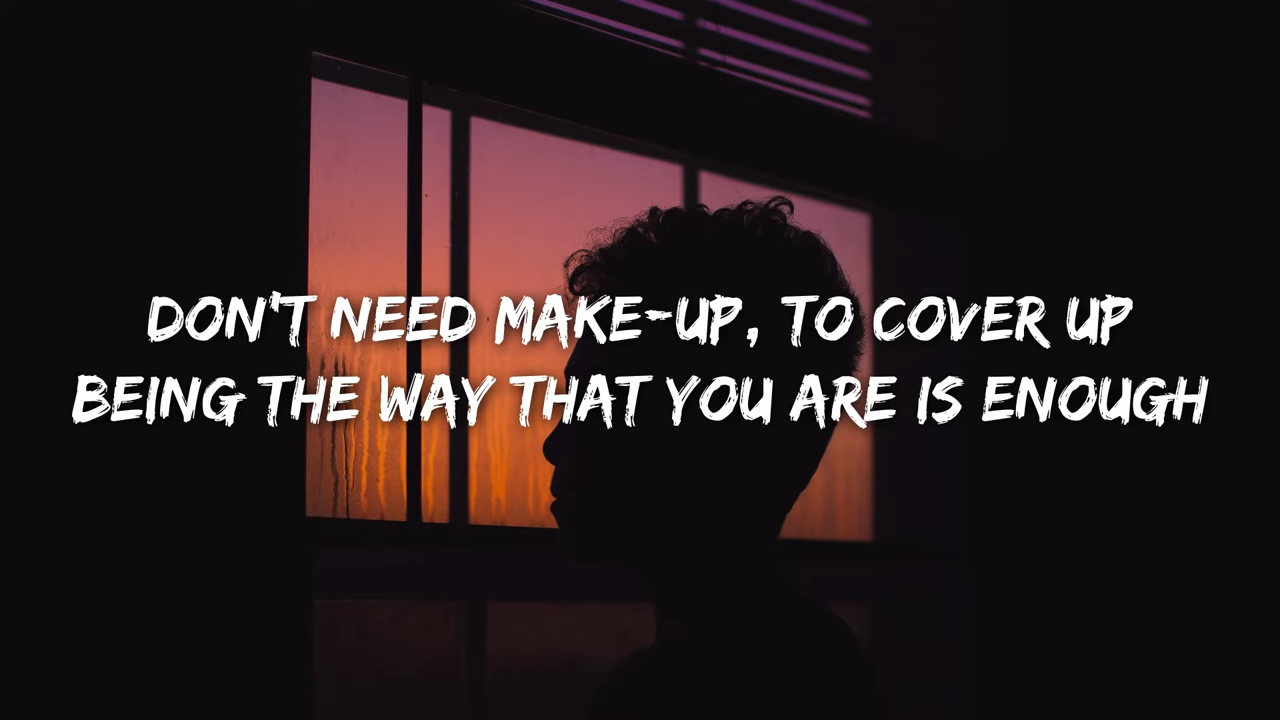 DON'T NEED MAKE-UP, TO COVER UP
BEING THE WAY THAT YOU ARE IS ENOUGH